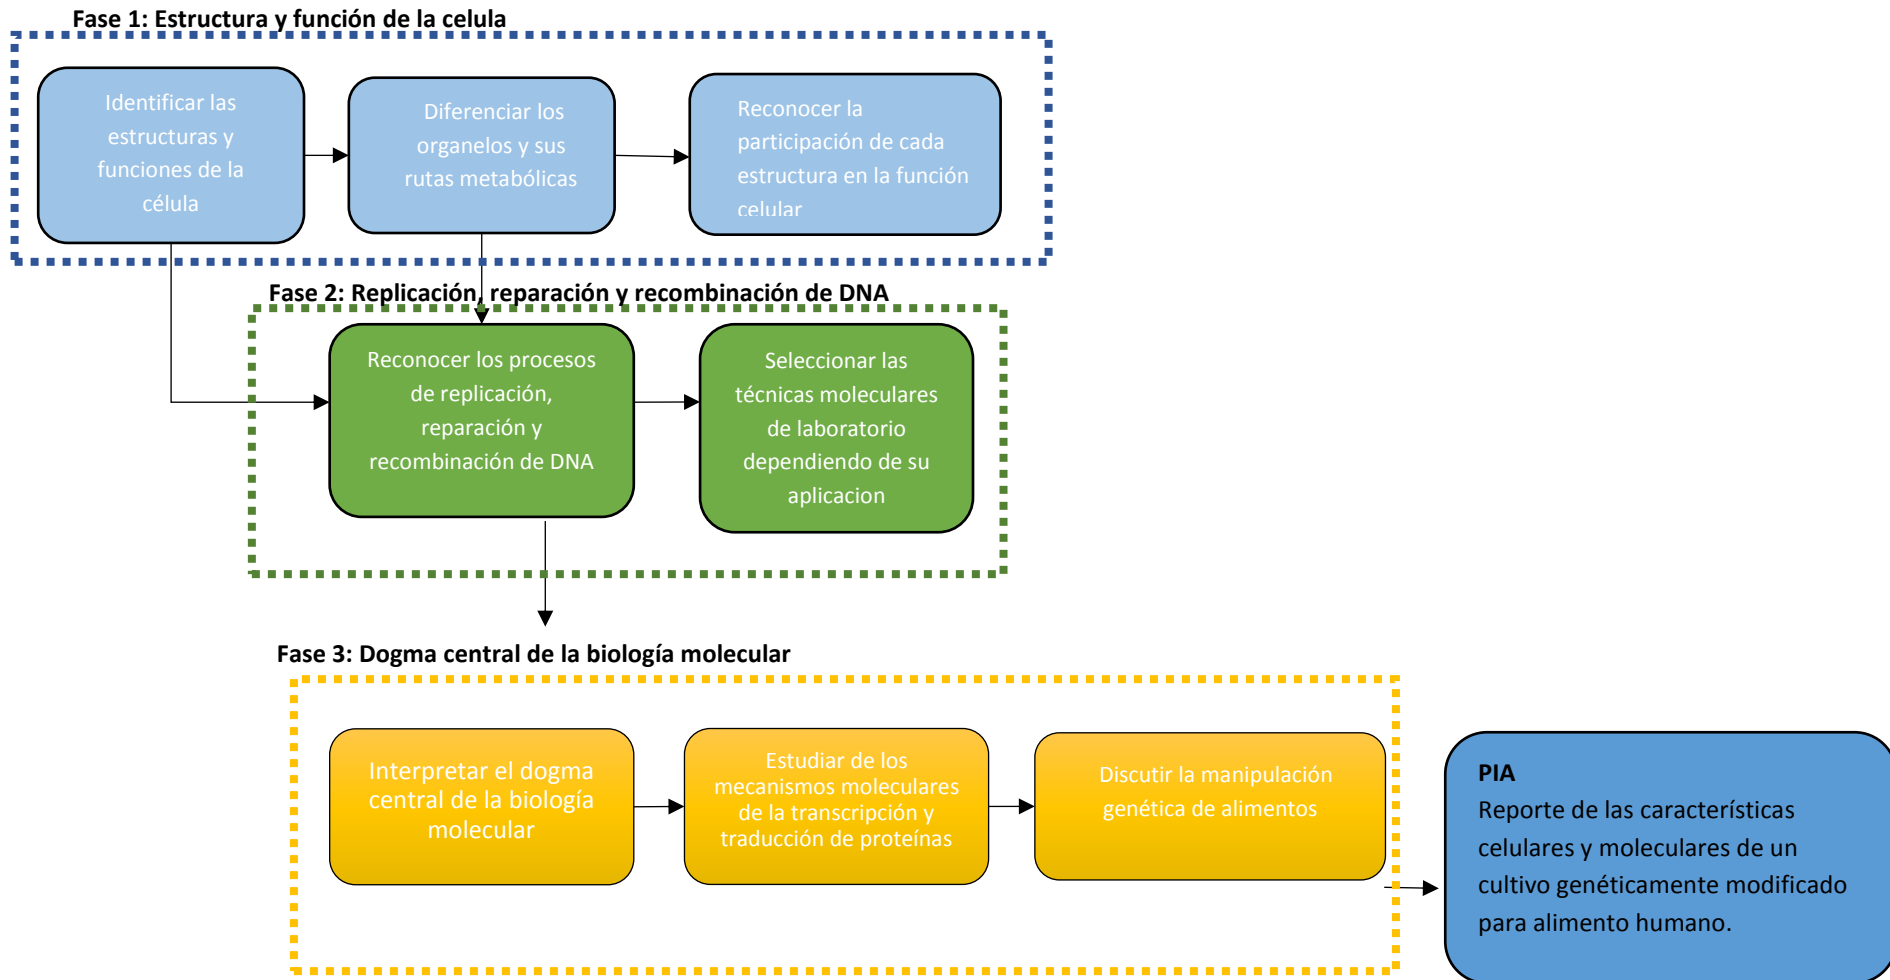 Fase 1: Estructura y función de la celula
Identificar las
estructuras y
funciones de la
célula
Diferenciar los
organelos y sus
rutas metabólicas
Reconocer la
participación de cada
estructura en la función
celular
Fase 2: Replicación, reparación y recombinación de DNA
Reconocer los procesos
de replicación,
reparación y
recombinación de DNA
Seleccionar las
técnicas moleculares
de laboratorio
dependiendo de su
aplicacion
Fase 3: Dogma central de la biología molecular
Interpretar el dogma
central de la biología
molecular
Estudiar de los
mecanismos moleculares
de la transcripción y
traducción de proteínas
Discutir la manipulación
genética de alimentos
PIA
Reporte de las características
celulares y moleculares de un
cultivo genéticamente modificado
para alimento humano.